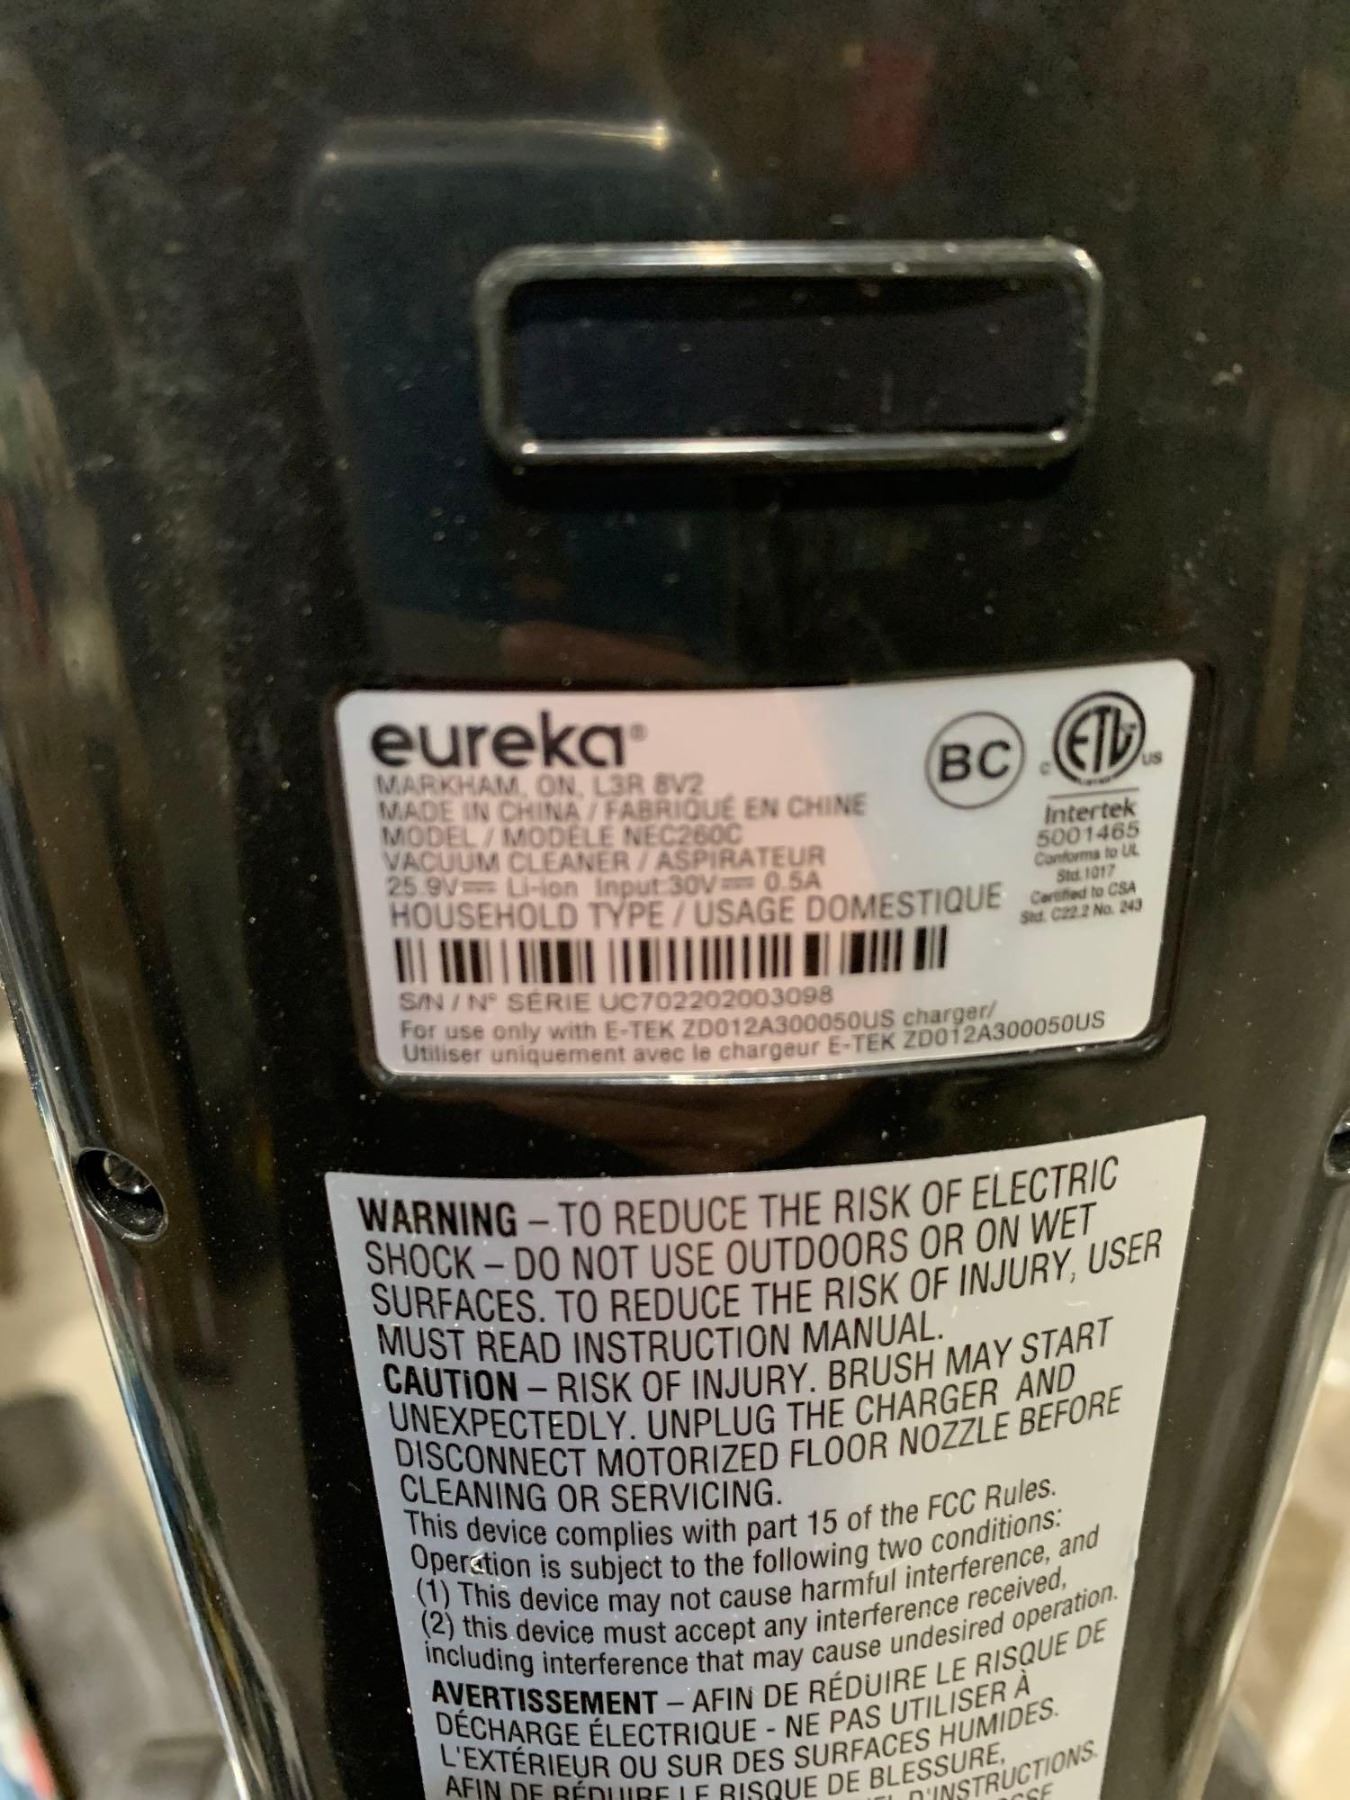 eureka®
MARKHAM, ON, L3R 8V2
MADE IN CHINA / FABRIQUÉ EN CHINE
MODEL / MODÈLE NEC260C
VACUUM CLEANER / ASPIRATEUR
25.9V⎓ Li-ion Input:30V⎓ 0.5A
HOUSEHOLD TYPE / USAGE DOMESTIQUE
S/N / N° SÉRIE UC702202003098
For use only with E-TEK ZD012A300050US charger/
Utiliser uniquement avec le chargeur E-TEK ZD012A300050US
BC
C ETL US
Intertek
5001465
Conforms to UL
Std. 1017
Certified to CSA
Std. C22.2 No. 243
WARNING – TO REDUCE THE RISK OF ELECTRIC
SHOCK – DO NOT USE OUTDOORS OR ON WET
SURFACES. TO REDUCE THE RISK OF INJURY, USER
MUST READ INSTRUCTION MANUAL.
CAUTION – RISK OF INJURY. BRUSH MAY START
UNEXPECTEDLY. UNPLUG THE CHARGER AND
DISCONNECT MOTORIZED FLOOR NOZZLE BEFORE
CLEANING OR SERVICING.
This device complies with part 15 of the FCC Rules.
Operation is subject to the following two conditions:
(1) This device may not cause harmful interference, and
(2) this device must accept any interference received,
including interference that may cause undesired operation.
AVERTISSEMENT – AFIN DE RÉDUIRE LE RISQUE DE
DÉCHARGE ÉLECTRIQUE - NE PAS UTILISER À
L'EXTÉRIEUR OU SUR DES SURFACES HUMIDES.
AFIN DE RÉDUIRE LE RISQUE DE BLESSURE,
D'INSTRUCTIONS.